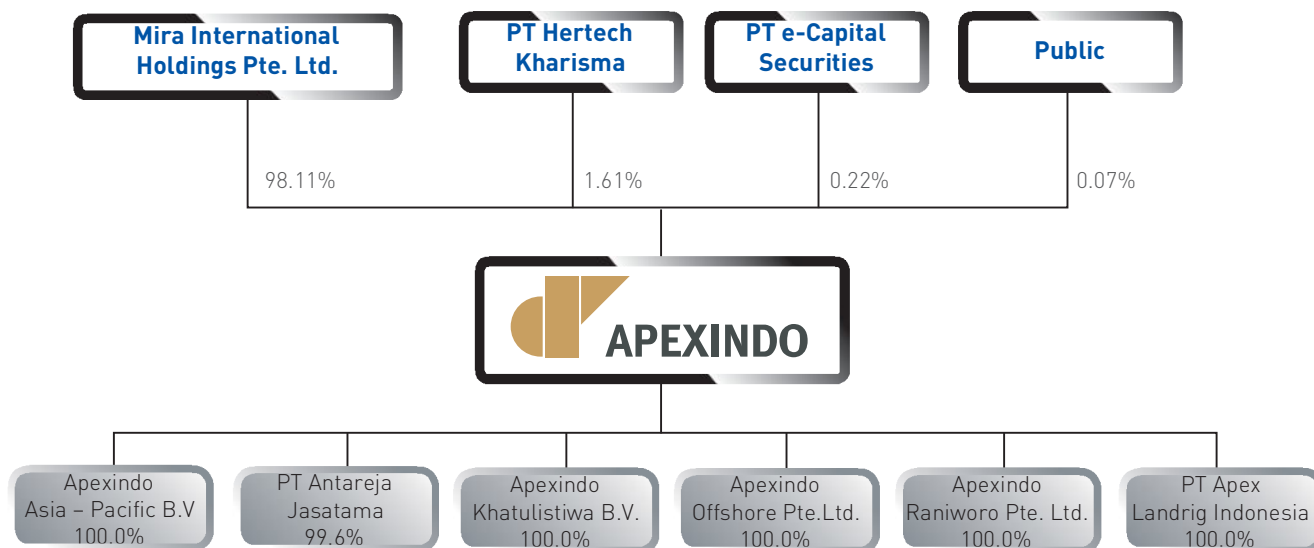 Mira International
Holdings Pte. Ltd.
PT Hertech
Kharisma
PT e-Capital
Securities
Public
98.11%
1.61%
0.22%
0.07%
APEXINDO
Apexindo
Asia – Pacific B.V
100.0%
PT Antareja
Jasatama
99.6%
Apexindo
Khatulistiwa B.V.
100.0%
Apexindo
Offshore Pte.Ltd.
100.0%
Apexindo
Raniworo Pte. Ltd.
100.0%
PT Apex
Landrig Indonesia
100.0%